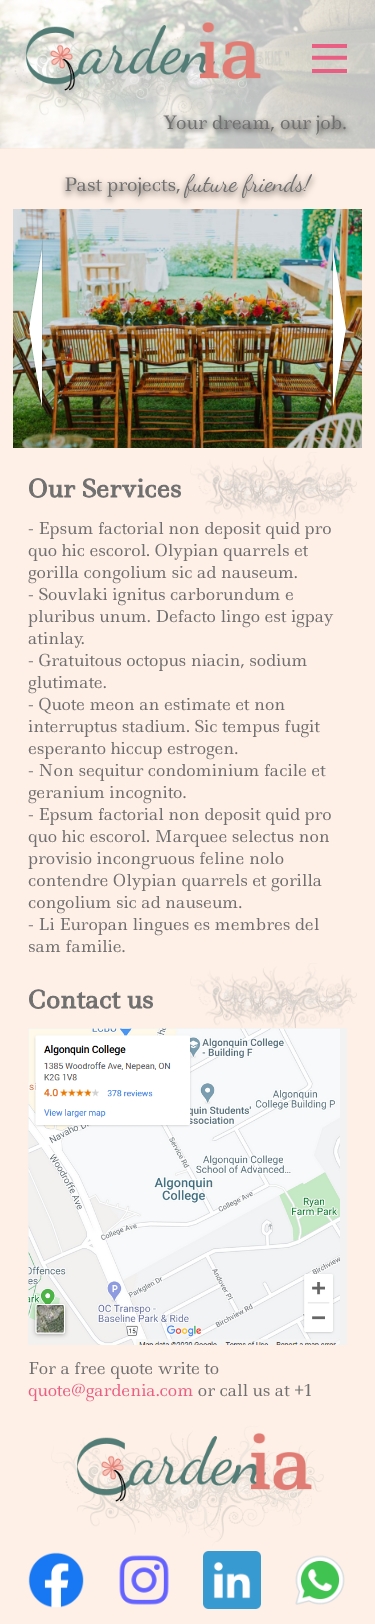 Gardenia
Your dream, our job.
Past projects, future friends!
Our Services
- Epsum factorial non deposit quid pro
quo hic escorol. Olypian quarrels et
gorilla congolium sic ad nauseum.
- Souvlaki ignitus carborundum e
pluribus unum. Defacto lingo est igpay
atinlay.
- Gratuitous octopus niacin, sodium
glutimate.
- Quote meon an estimate et non
interruptus stadium. Sic tempus fugit
esperanto hiccup estrogen.
- Non sequitur condominium facile et
geranium incognito.
- Epsum factorial non deposit quid pro
quo hic escorol. Marquee selectus non
provisio incongruous feline nolo
contendre Olypian quarrels et gorilla
congolium sic ad nauseum.
- Li Europan lingues es membres del
sam familie.
Contact us
Algonquin College
1385 Woodroffe Ave, Nepean, ON
K2G 1V8
4.0 ★★★★★ 378 reviews
View larger map
Algonquin College
- Building F
quin Students'
ssociation
Algonquin
College Building P
Navaho
Woodroffe Ave
Service Rd
Algonquin College
School of Advanced...
Algonquin
College
College Ave
College Ave
Ryan
Farm Park
Offences
ark
P
OC Transpo -
Baseline Park & Ride
Parkglen Dr
Andover Pl
Birchview Rd
Birchview
15
Google
+
−
Map data ©2020 Google Terms of Use Report a map error
For a free quote write to
quote@gardenia.com or call us at +1
Gardenia
f
in